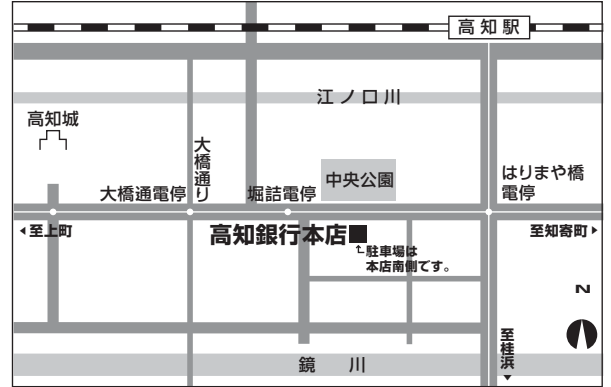 高知駅
江ノ口川
高知城
大橋通り
中央公園
はりまや橋
電停
大橋通電停
堀詰電停
至上町
高知銀行本店
至知寄町
駐車場は
本店南側です。
N
至桂浜
鏡 川